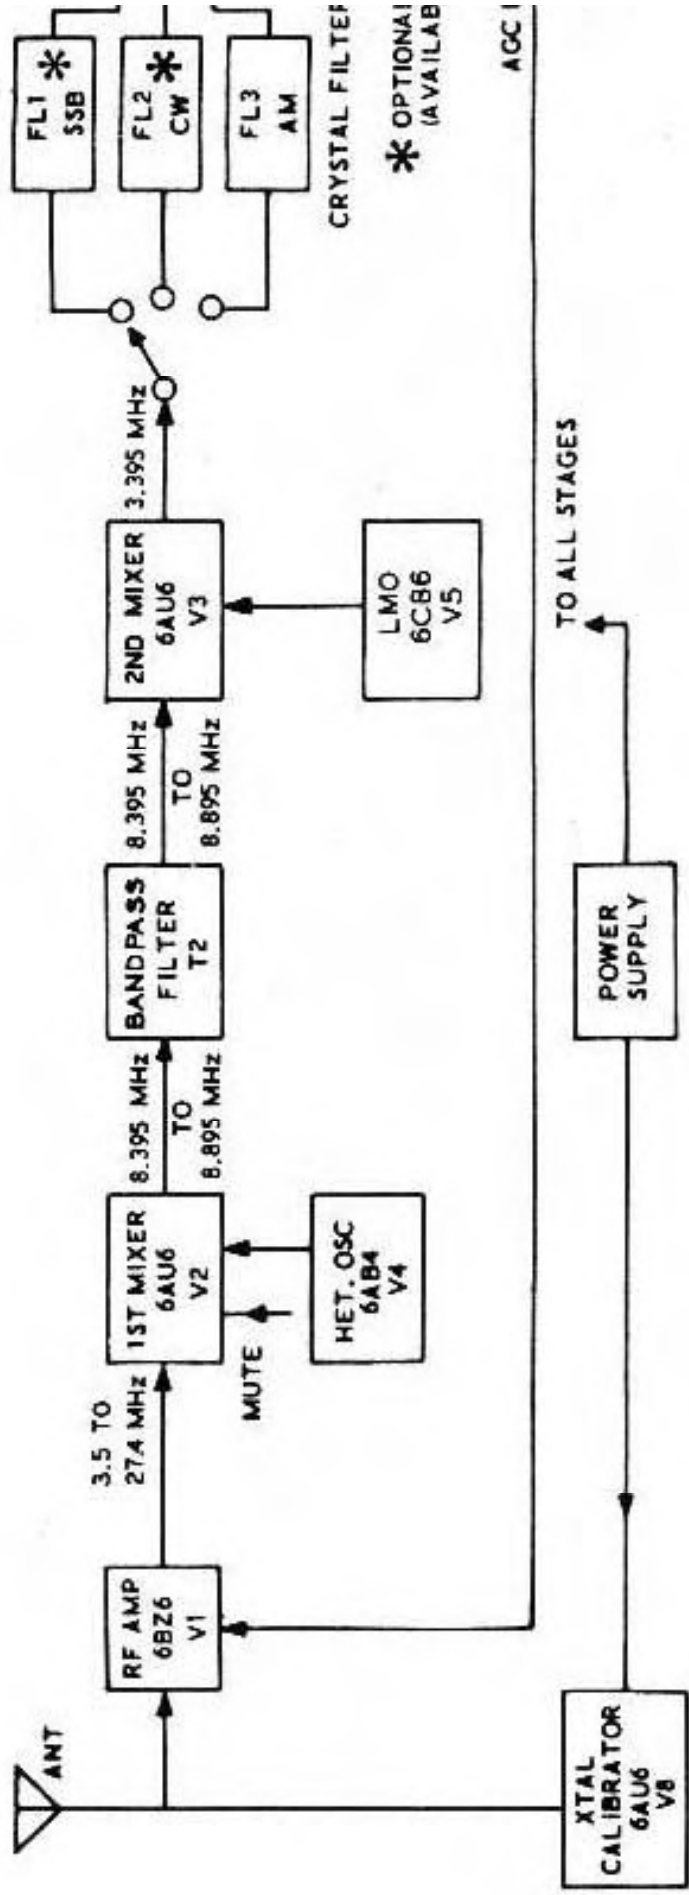 ANT
RF AMP
6BZ6
V1
3.5 TO
27.4 MHz
1ST MIXER
6AU6
V2
MUTE
HET. OSC
6AB4
V4
8.395 MHz
TO
8.895 MHz
BANDPASS
FILTER
T2
8.395 MHz
TO
8.895 MHz
2ND MIXER
6AU6
V3
LMO
6CB6
V5
3.395 MHz
FL1
SSB
FL2
CW
FL3
AM
CRYSTAL FILTER
* OPTIONAL
(AVAILAB
AGC
XTAL
CALIBRATOR
6AU6
V8
POWER
SUPPLY
TO ALL STAGES